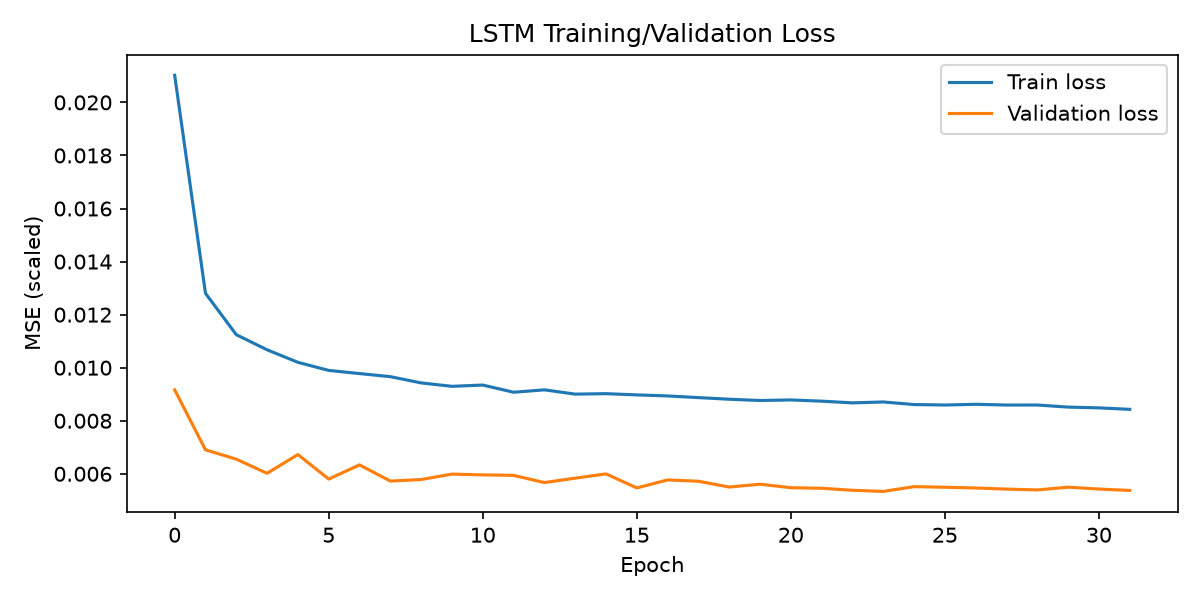 LSTM Training/Validation Loss
Train loss
Validation loss
0.020
0.018
0.016
0.014
0.012
0.010
0.008
0.006
MSE (scaled)
0 5 10 15 20 25 30
Epoch